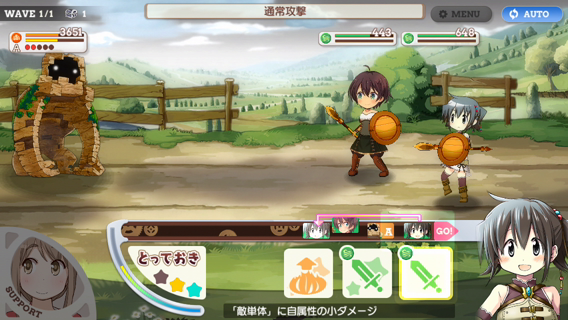 WAVE 1/1
1
通常攻撃
MENU
AUTO
3651
A
443
648
A
GO!
とっておき
SUPPORT
「敵単体」に自属性の小ダメージ